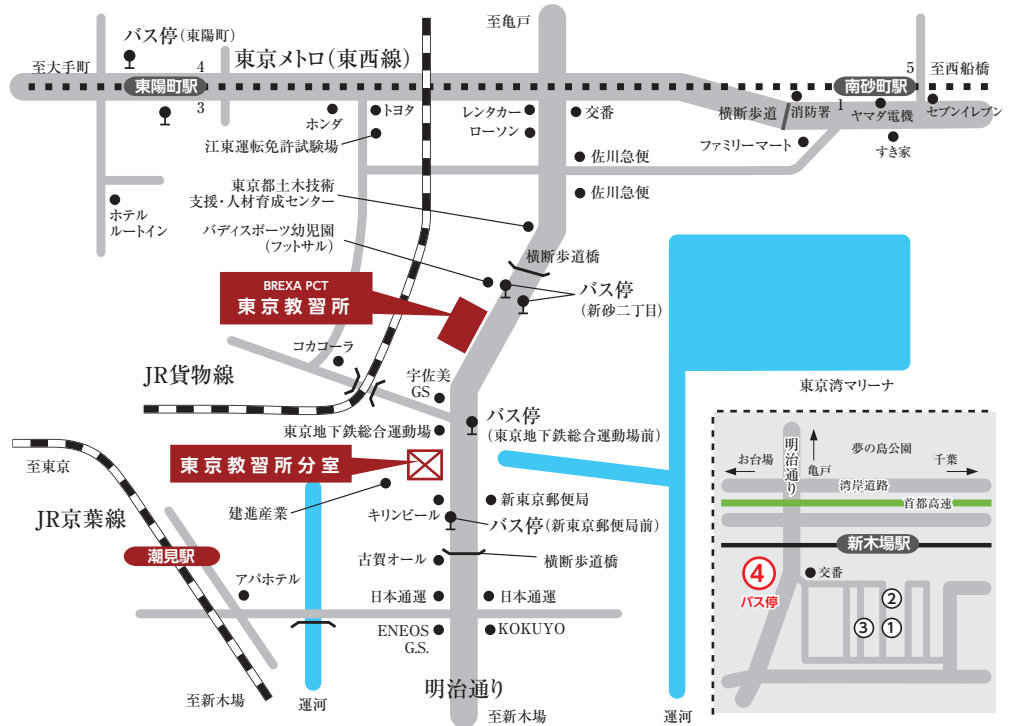 至亀戸
バス停(東陽町)
東京メトロ(東西線)
至大手町
4
東陽町駅
3
5
至西船橋
南砂町駅
1
ホンダ
トヨタ
江東運転免許試験場
レンタカー
ローソン
交番
横断歩道
消防署
ヤマダ電機
セブンイレブン
ファミリーマート
すき家
佐川急便
佐川急便
東京都土木技術
支援・人材育成センター
ホテル
ルートイン
バディスポーツ幼児園
(フットサル)
横断歩道橋
BREXA PCT
東京教習所
バス停
(新砂二丁目)
コカコーラ
JR貨物線
宇佐美
GS
東京湾マリーナ
バス停
(東京地下鉄総合運動場前)
東京地下鉄総合運動場
至東京
東京教習所分室
建進産業
キリンビール
新東京郵便局
バス停(新東京郵便局前)
JR京葉線
潮見駅
古賀オール
横断歩道橋
アパホテル
日本通運
日本通運
ENEOS
G.S.
KOKUYO
至新木場
運河
明治通り
至新木場
運河
明治通り
夢の島公園
お台場
亀戸
千葉
湾岸道路
首都高速
新木場駅
④
バス停
交番
②
③
①